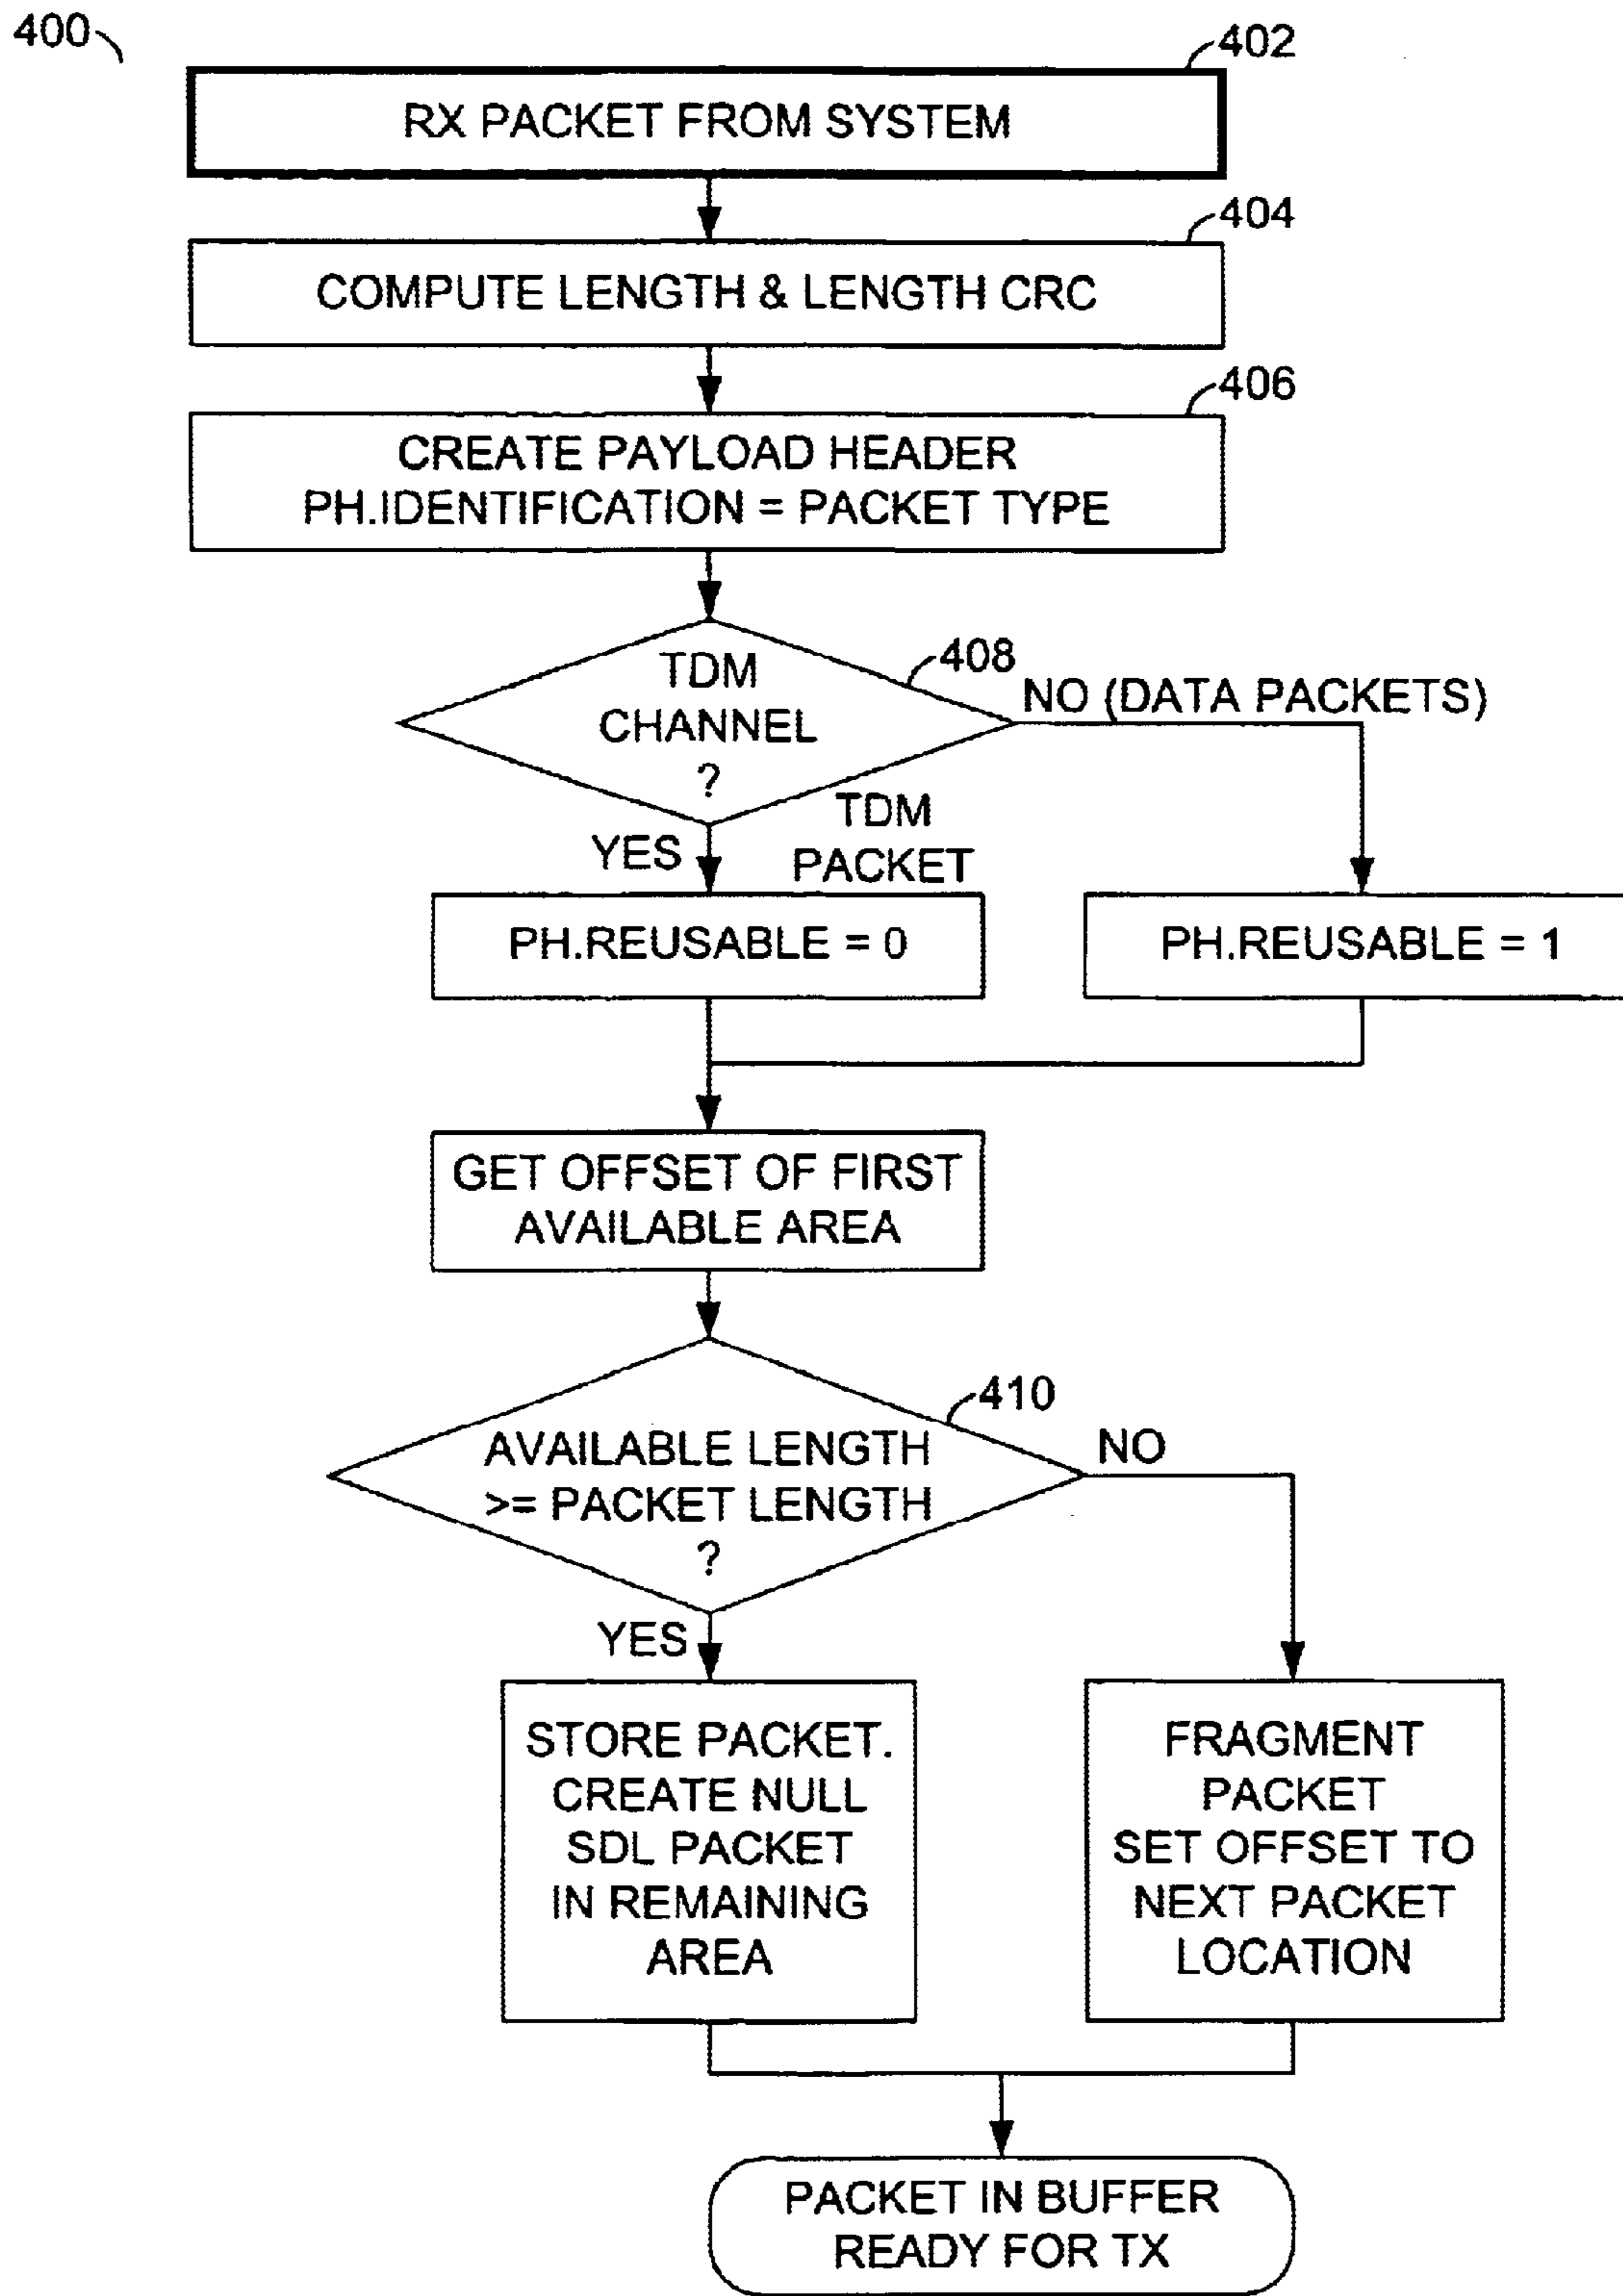 400
402
RX PACKET FROM SYSTEM
404
COMPUTE LENGTH & LENGTH CRC
406
CREATE PAYLOAD HEADER
PH.IDENTIFICATION = PACKET TYPE
408
TDM
CHANNEL
?
NO (DATA PACKETS)
YES
TDM
PACKET
PH.REUSABLE = 0
PH.REUSABLE = 1
GET OFFSET OF FIRST
AVAILABLE AREA
410
AVAILABLE LENGTH
>= PACKET LENGTH
?
NO
YES
STORE PACKET.
CREATE NULL
SDL PACKET
IN REMAINING
AREA
FRAGMENT
PACKET
SET OFFSET TO
NEXT PACKET
LOCATION
PACKET IN BUFFER
READY FOR TX